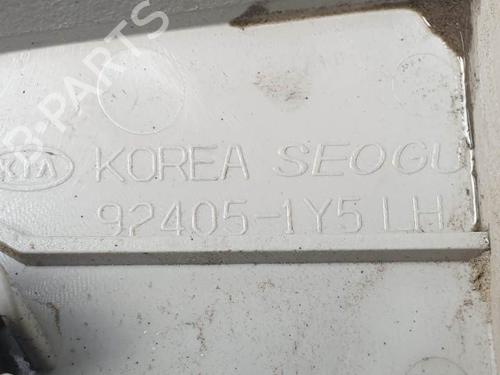 B-PARTS
KIA KOREA SEOGU
92405-1Y5 LH